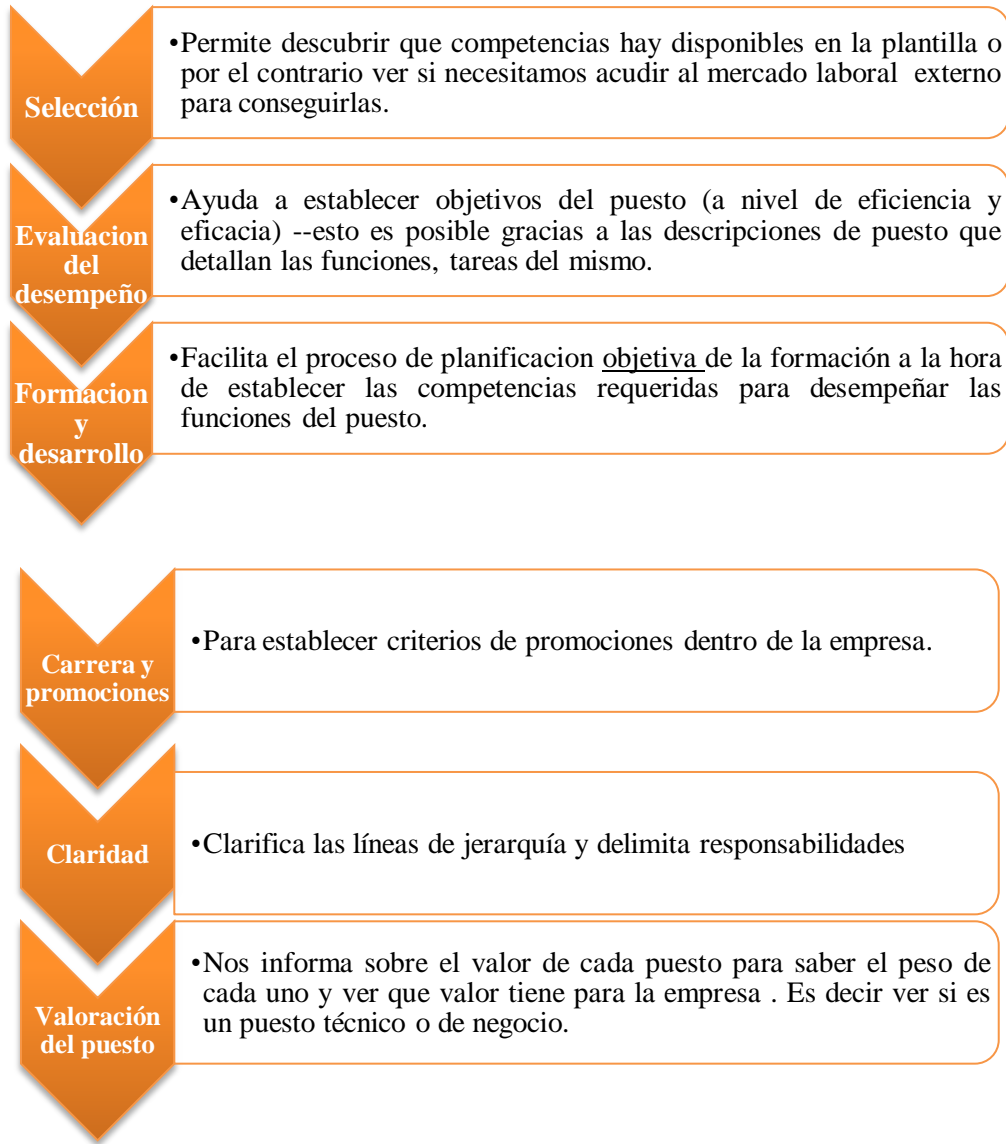 Selección
•Permite descubrir que competencias hay disponibles en la plantilla o
por el contrario ver si necesitamos acudir al mercado laboral externo
para conseguirlas.
Evaluacion
del
desempeño
•Ayuda a establecer objetivos del puesto (a nivel de eficiencia y
eficacia) --esto es posible gracias a las descripciones de puesto que
detallan las funciones, tareas del mismo.
Formacion
y
desarrollo
•Facilita el proceso de planificacion objetiva de la formación a la hora
de establecer las competencias requeridas para desempeñar las
funciones del puesto.
Carrera y
promociones
•Para establecer criterios de promociones dentro de la empresa.
Claridad
•Clarifica las líneas de jerarquía y delimita responsabilidades
Valoración
del puesto
•Nos informa sobre el valor de cada puesto para saber el peso de
cada uno y ver que valor tiene para la empresa . Es decir ver si es
un puesto técnico o de negocio.